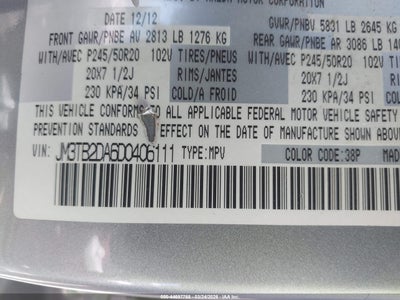 DATE 12/12
GVWR/PNBV 5831 LB 2645 KG
FRONT GAWR/PNBE AV 2813 LB 1276 KG
REAR GAWR/PNBE AR 3086 LB
WITH/AVEC P245/50R20 102V TIRES/PNEUS
WITH/AVEC P245/50R20 102V
20X7 1/2J RIMS/JANTES
20X7 1/2J
230 KPA/34 PSI COLD/A FROID
230 KPA/34 PSI
THIS VEHICLE CONFORMS TO ALL APPLICABLE FEDERAL MOTOR VEHICLE SAFETY
PREVENTION STANDARDS EFFECT ON THE DATE OF MANUFACTURE SHOWN ABOVE
VIN: JM3TB2DA6D0406111 TYPE:MPV COLOR CODE:38P MAD